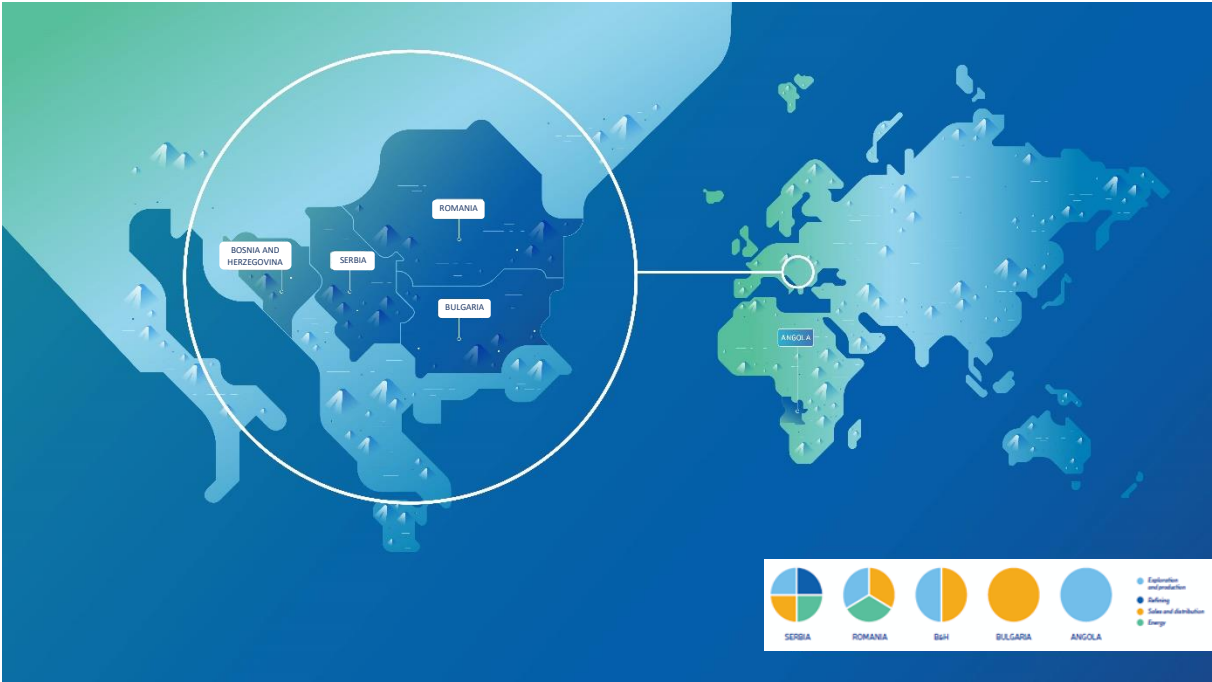 ROMANIA
BOSNIA AND
HERZEGOVINA
SERBIA
BULGARIA
ANGOLA
Exploration
and production
Refining
Sales and distribution
Energy
SERBIA
ROMANIA
B&H
BULGARIA
ANGOLA